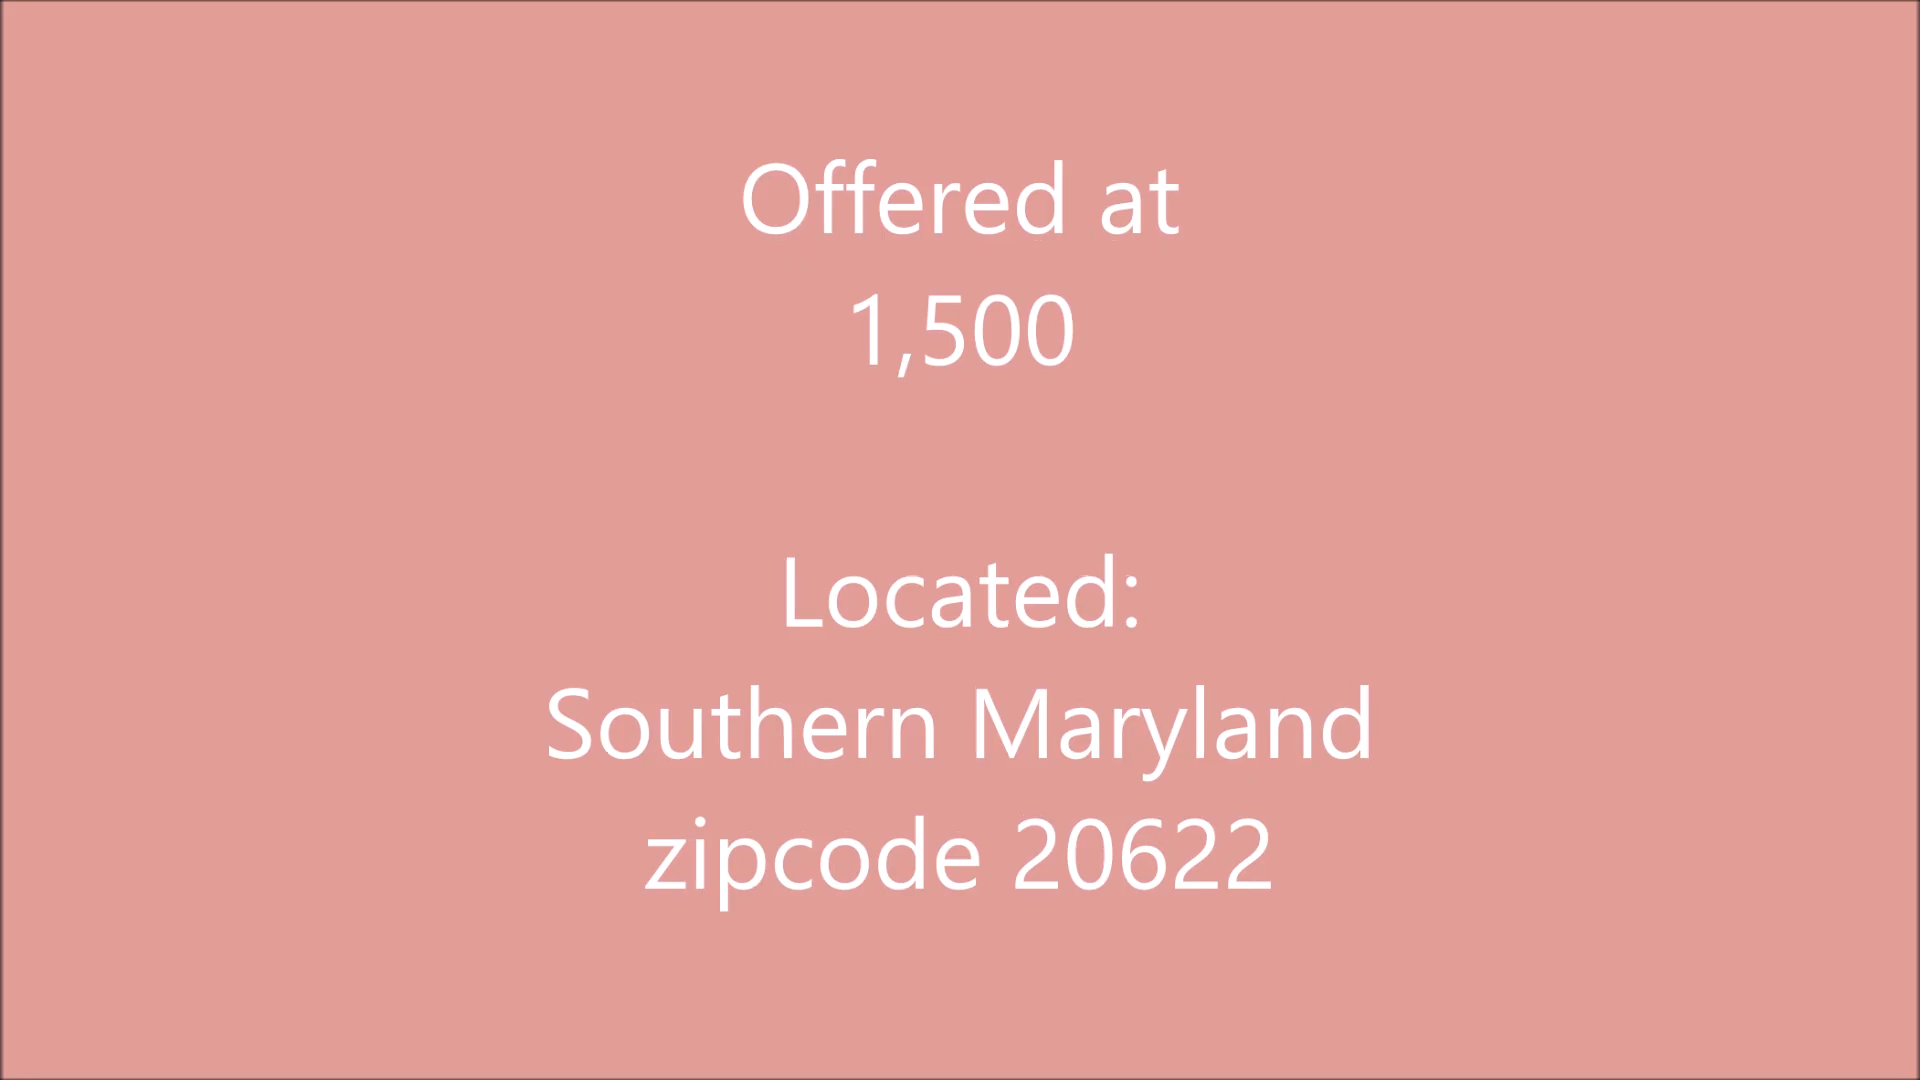 Offered at
1,500
Located:
Southern Maryland
zipcode 20622